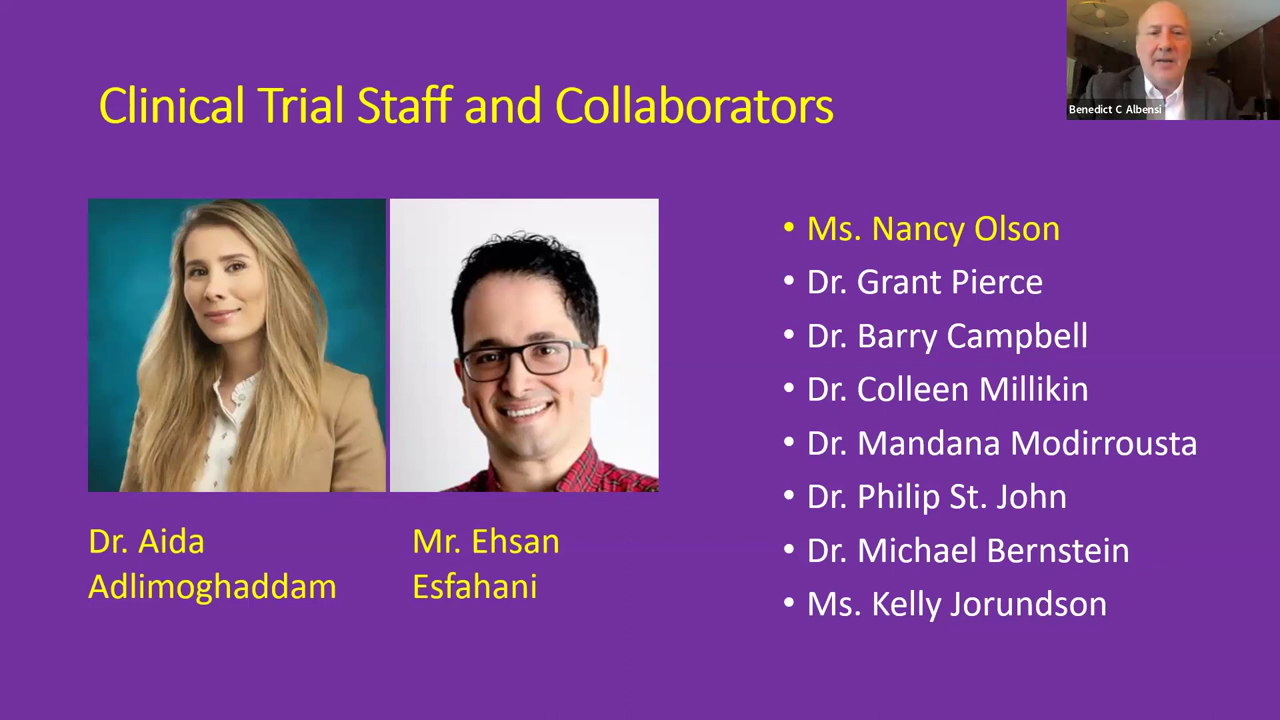 Clinical Trial Staff and Collaborators
Benedict C Albensi
• Ms. Nancy Olson
• Dr. Grant Pierce
• Dr. Barry Campbell
• Dr. Colleen Millikin
• Dr. Mandana Modirrousta
• Dr. Philip St. John
• Dr. Michael Bernstein
• Ms. Kelly Jorundson
Dr. Aida
Adlimoghaddam
Mr. Ehsan
Esfahani